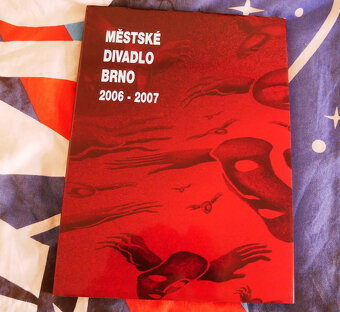 MĚSTSKÉ
DIVADLO
BRNO
2006 - 2007